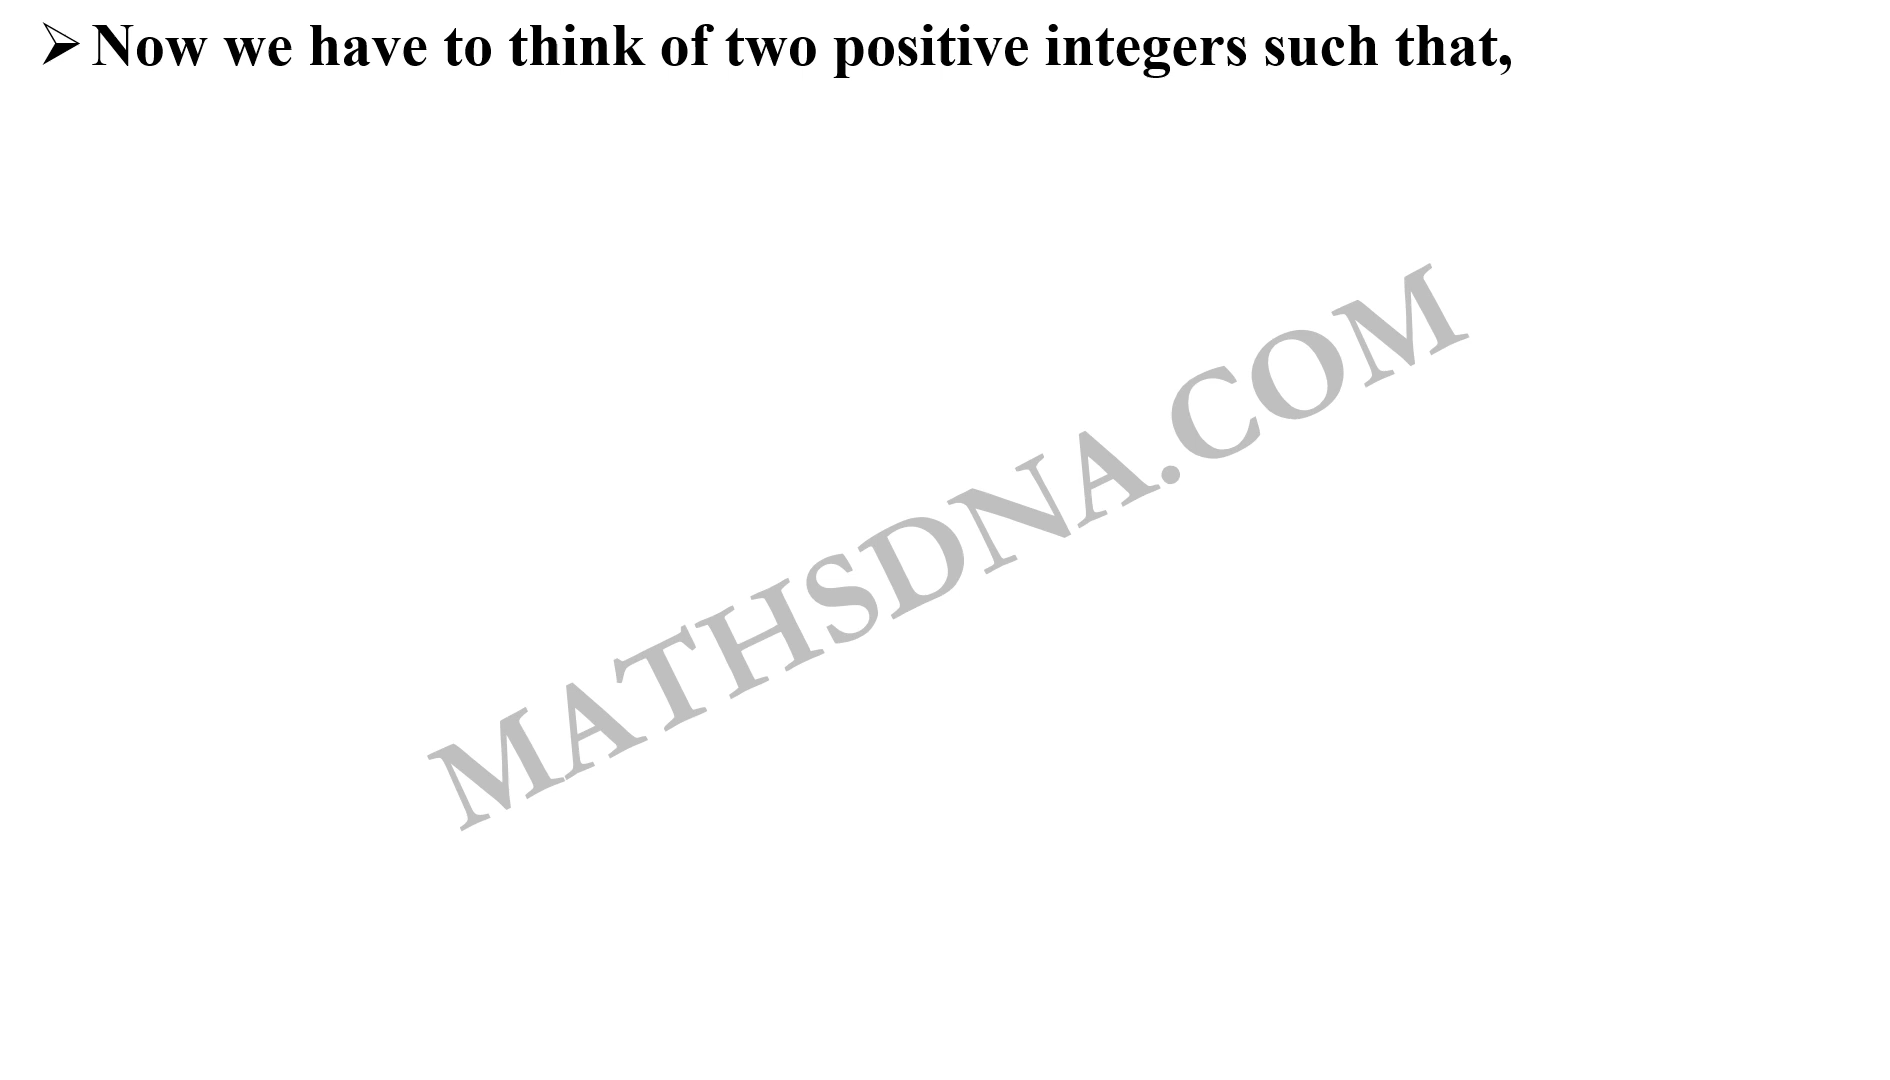 ➢ Now we have to think of two positive integers such that,
MATHSDNA.COM